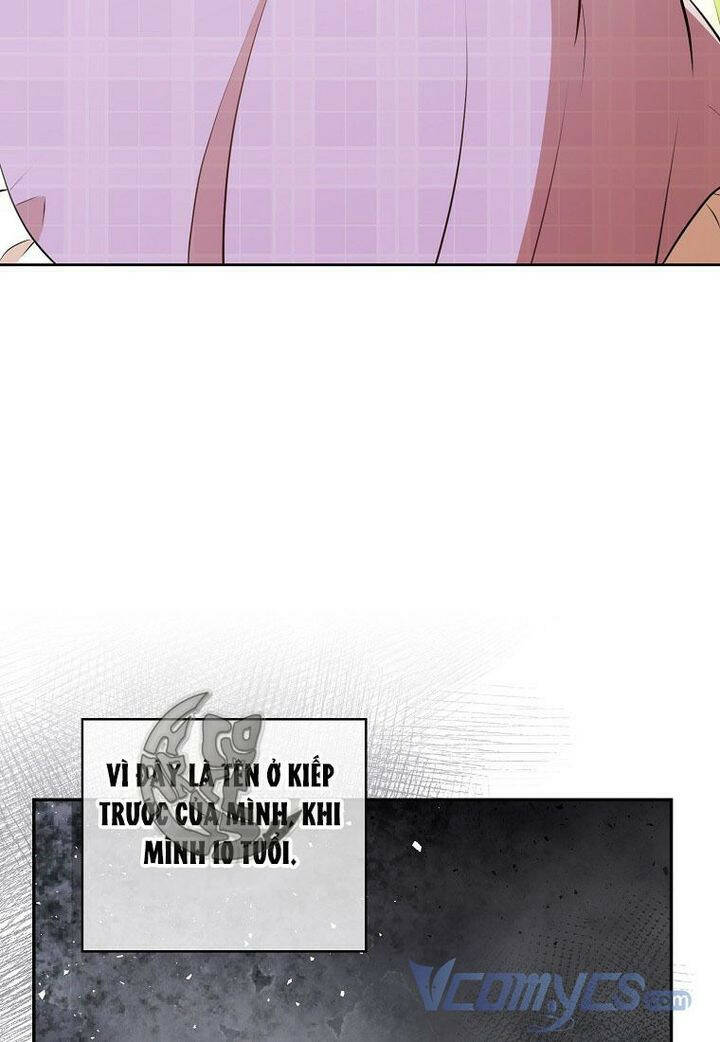 VÌ ĐÂY LÀ TÊN Ở KIẾP
TRƯỚC CỦA MÌNH, KHI
MÌNH 10 TUỔI.
VCOMYCS.com